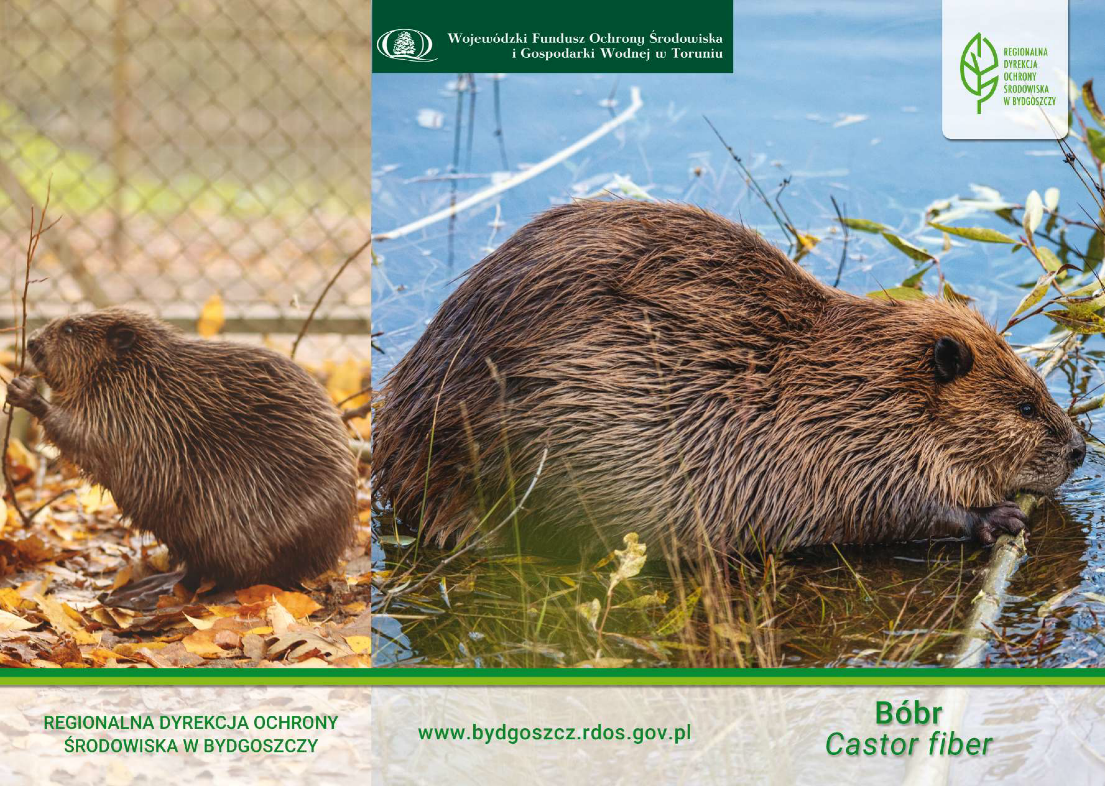 Wojewódzki Fundusz Ochrony Środowiska
i Gospodarki Wodnej w Toruniu
REGIONALNA
DYREKCJA
OCHRONY
ŚRODOWISKA
W BYDGOSZCZY
REGIONALNA DYREKCJA OCHRONY
ŚRODOWISKA W BYDGOSZCZY
www.bydgoszcz.rdos.gov.pl
Bóbr
Castor fiber